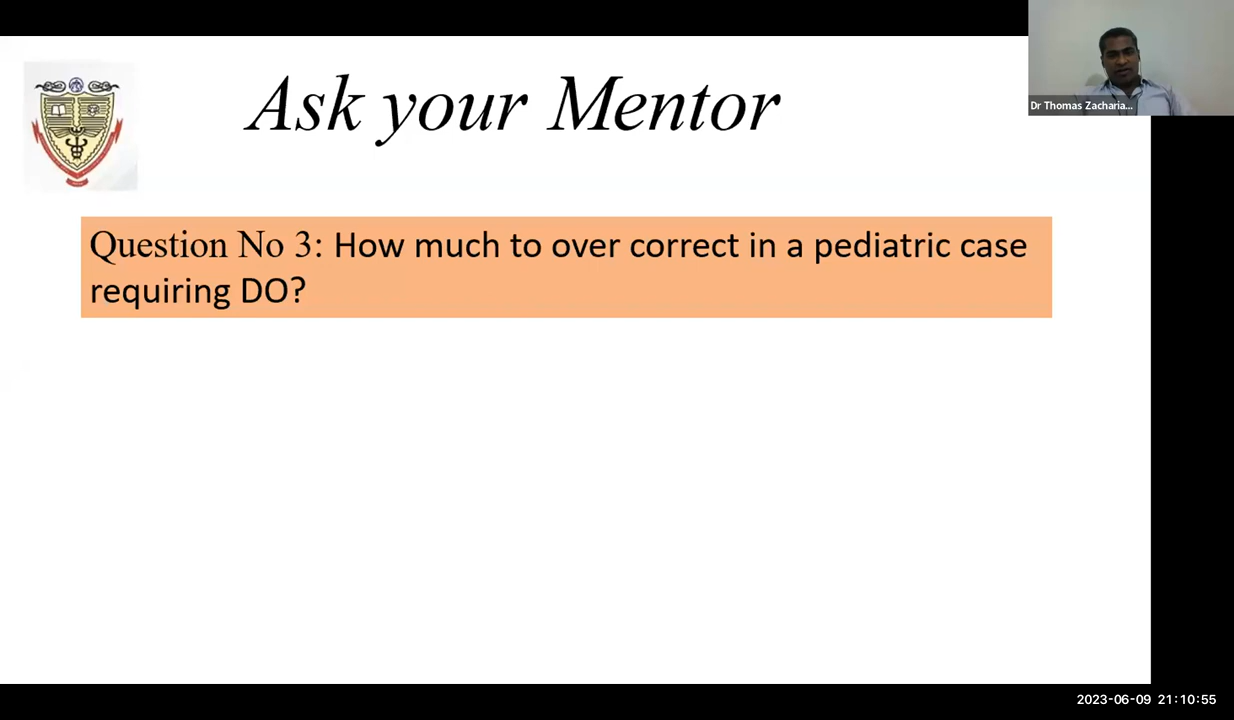 Ask your Mentor
Dr Thomas Zacharia...
Question No 3: How much to over correct in a pediatric case
requiring DO?
2023-06-09 21:10:55